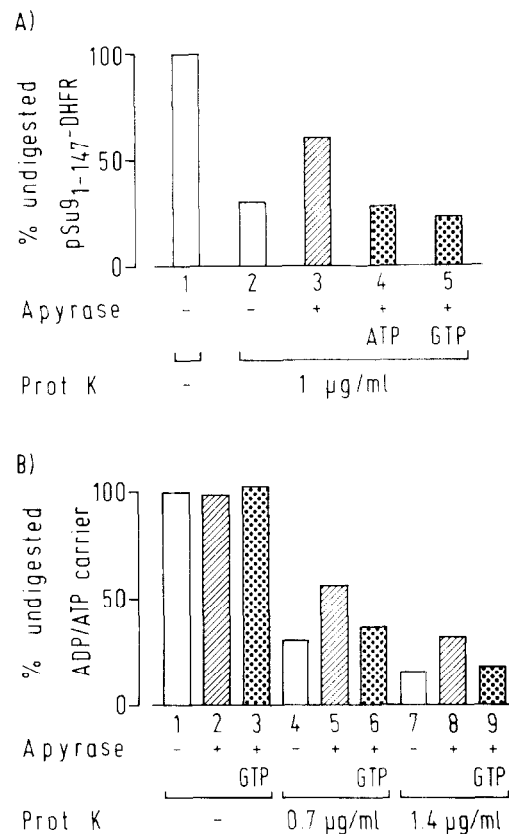 A)
% undigested
pSu9₁₋₁₄₇-DHFR
100
50
0
1 2 3 4 5
Apyrase - - + + +
ATP GTP
Prot K - 1 µg/ml
B)
% undigested
ADP/ATP carrier
100
50
0
1 2 3 4 5 6 7 8 9
Apyrase - + + - + + - + +
GTP GTP GTP
Prot K - 0.7 µg/ml 1.4 µg/ml